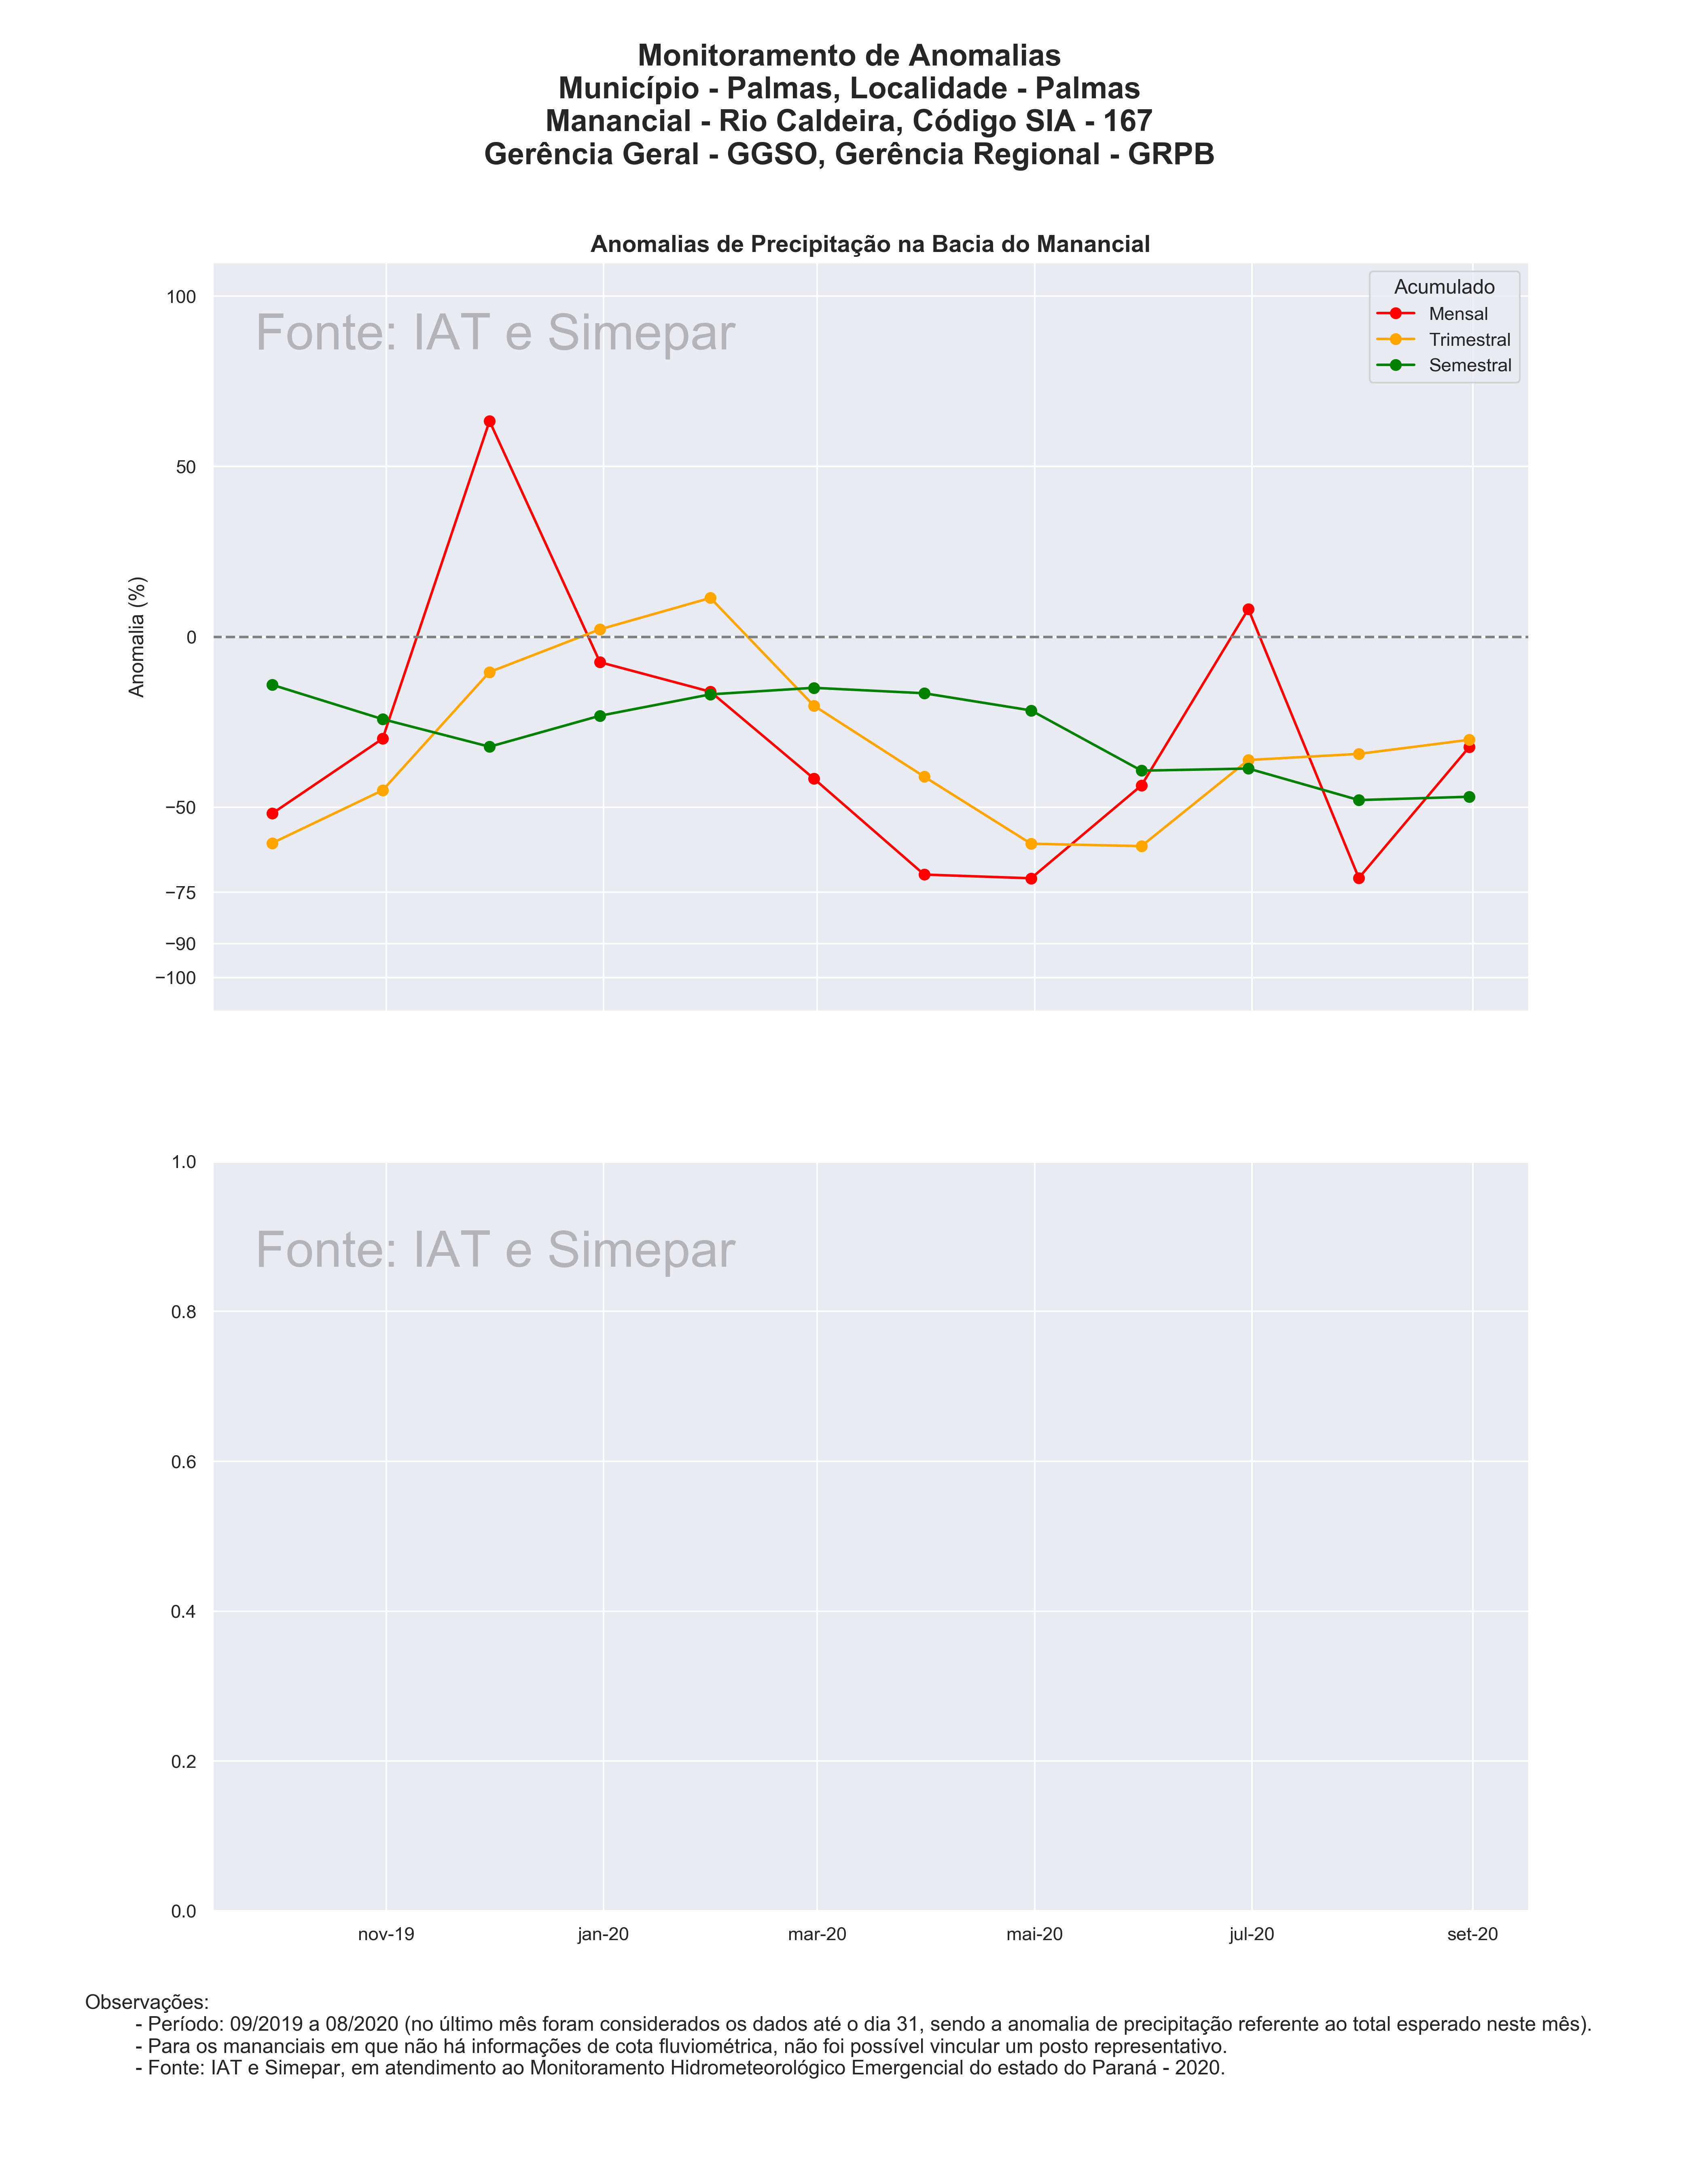 Monitoramento de Anomalias
Município - Palmas, Localidade - Palmas
Manancial - Rio Caldeira, Código SIA - 167
Gerência Geral - GGSO, Gerência Regional - GRPB
Anomalias de Precipitação na Bacia do Manancial
Fonte: IAT e Simepar
Acumulado
Mensal
Trimestral
Semestral
Anomalia (%)
100
50
0
−50
−75
−90
−100
Fonte: IAT e Simepar
1.0
0.8
0.6
0.4
0.2
0.0
nov-19 jan-20 mar-20 mai-20 jul-20 set-20
Observações:
- Período: 09/2019 a 08/2020 (no último mês foram considerados os dados até o dia 31, sendo a anomalia de precipitação referente ao total esperado neste mês).
- Para os mananciais em que não há informações de cota fluviométrica, não foi possível vincular um posto representativo.
- Fonte: IAT e Simepar, em atendimento ao Monitoramento Hidrometeorológico Emergencial do estado do Paraná - 2020.